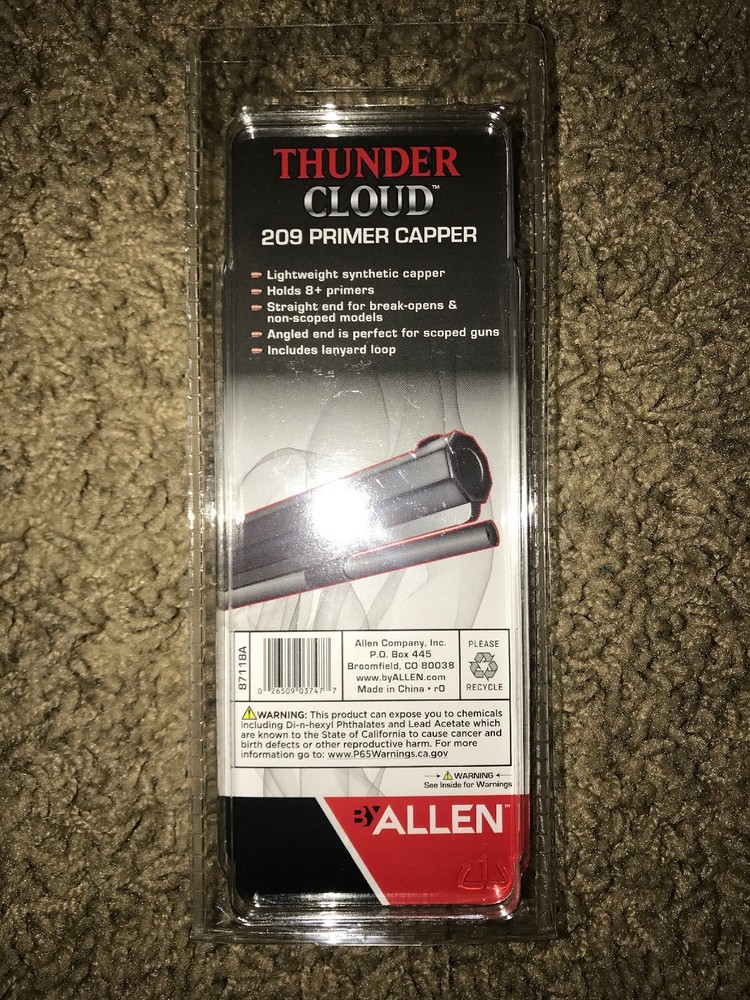 THUNDER
CLOUD™
209 PRIMER CAPPER
Lightweight synthetic capper
Holds 8+ primers
Straight end for break-opens &
non-scoped models
Angled end is perfect for scoped guns
Includes lanyard loop
87118A
0 26509 03747 7
Allen Company, Inc.
P.O. Box 445
Broomfield, CO 80038
www.byALLEN.com
Made in China • r0
PLEASE
RECYCLE
WARNING: This product can expose you to chemicals
including Di-n-hexyl Phthalates and Lead Acetate which
are known to the State of California to cause cancer and
birth defects or other reproductive harm. For more
information go to: www.P65Warnings.ca.gov
WARNING
See Inside for Warnings
BY ALLEN™